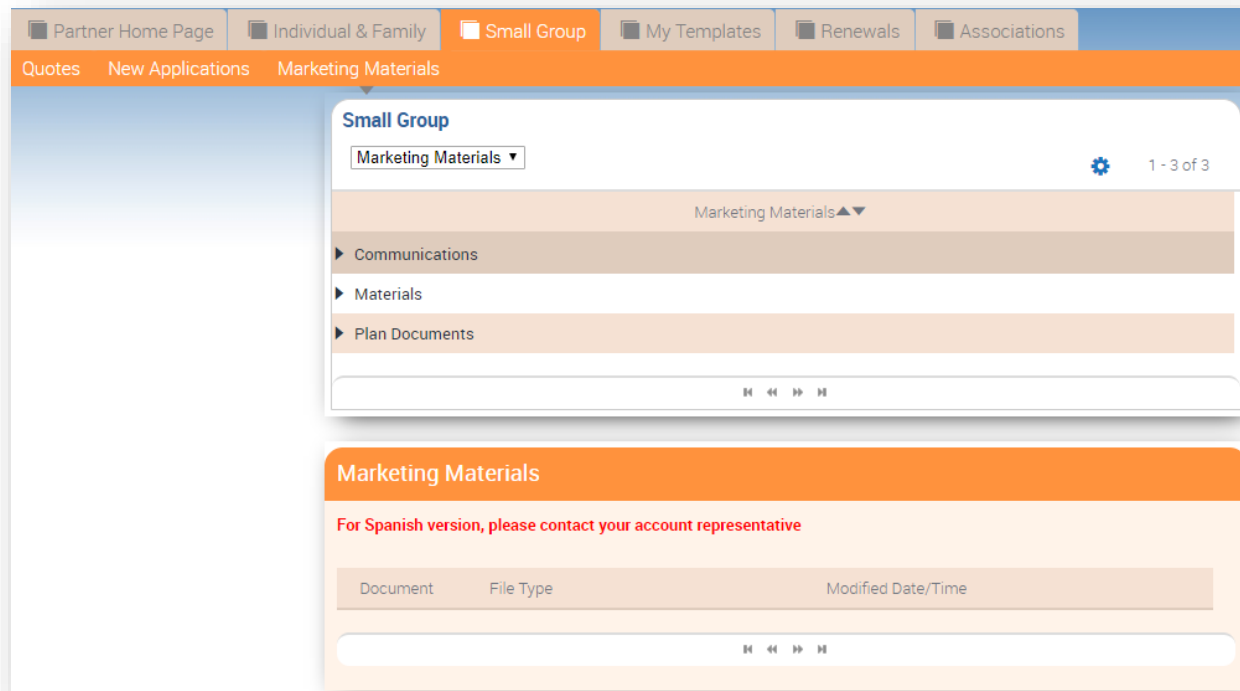 Partner Home Page Individual & Family Small Group My Templates Renewals Associations
Quotes New Applications Marketing Materials
Small Group
Marketing Materials
1 - 3 of 3
Marketing Materials
Communications
Materials
Plan Documents
Marketing Materials
For Spanish version, please contact your account representative
Document File Type Modified Date/Time